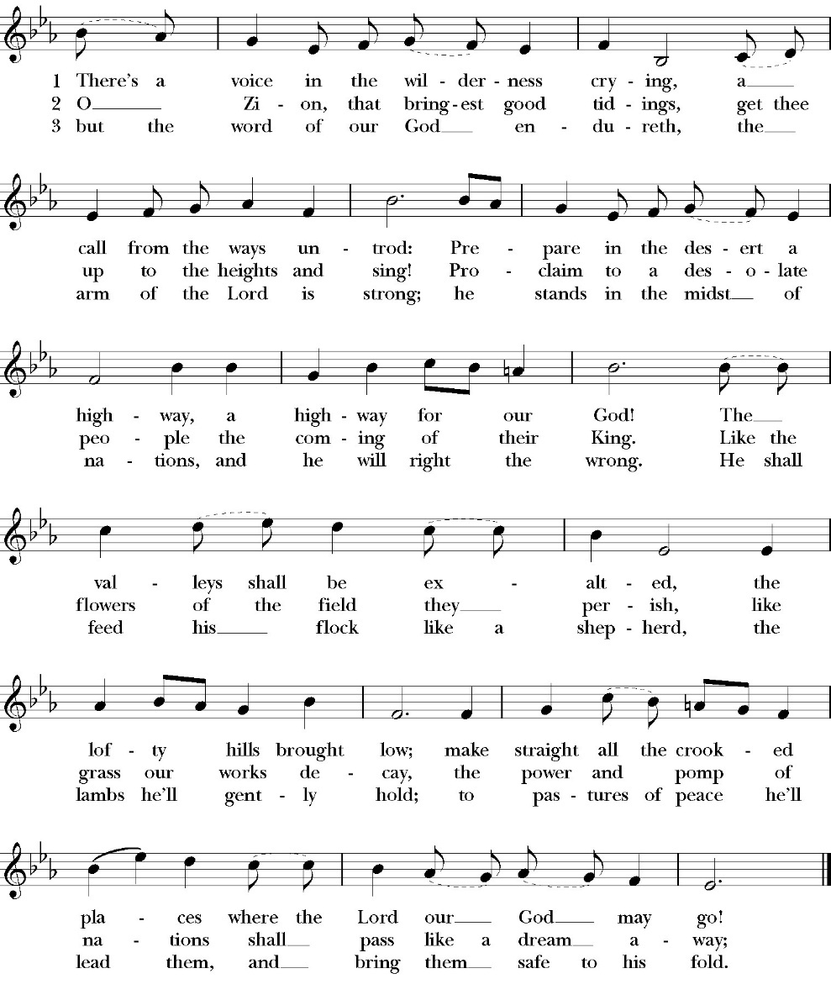 1 There's a voice in the wil - der - ness cry - ing, a
2 O Zi - on, that bring - est good tid - ings, get thee
3 but the word of our God en - du - reth, the
call from the ways un - trod: Pre - pare in the des - ert a
up to the heights and sing! Pro - claim to a des - o - late
arm of the Lord is strong; he stands in the midst of
high - way, a high - way for our God! The
peo - ple the com - ing of their King. Like the
na - tions, and he will right the wrong. He shall
val - leys shall be ex - alt - ed, the
flowers of the field they per - ish, like
feed his flock like a shep - herd, the
lof - ty hills brought low; make straight all the crook - ed
grass our works de - cay, the power and pomp of
lambs he'll gent - ly hold; to pas - tures of peace he'll
pla - ces where the Lord our God may go!
na - tions shall pass like a dream a - way;
lead them, and bring them safe to his fold.